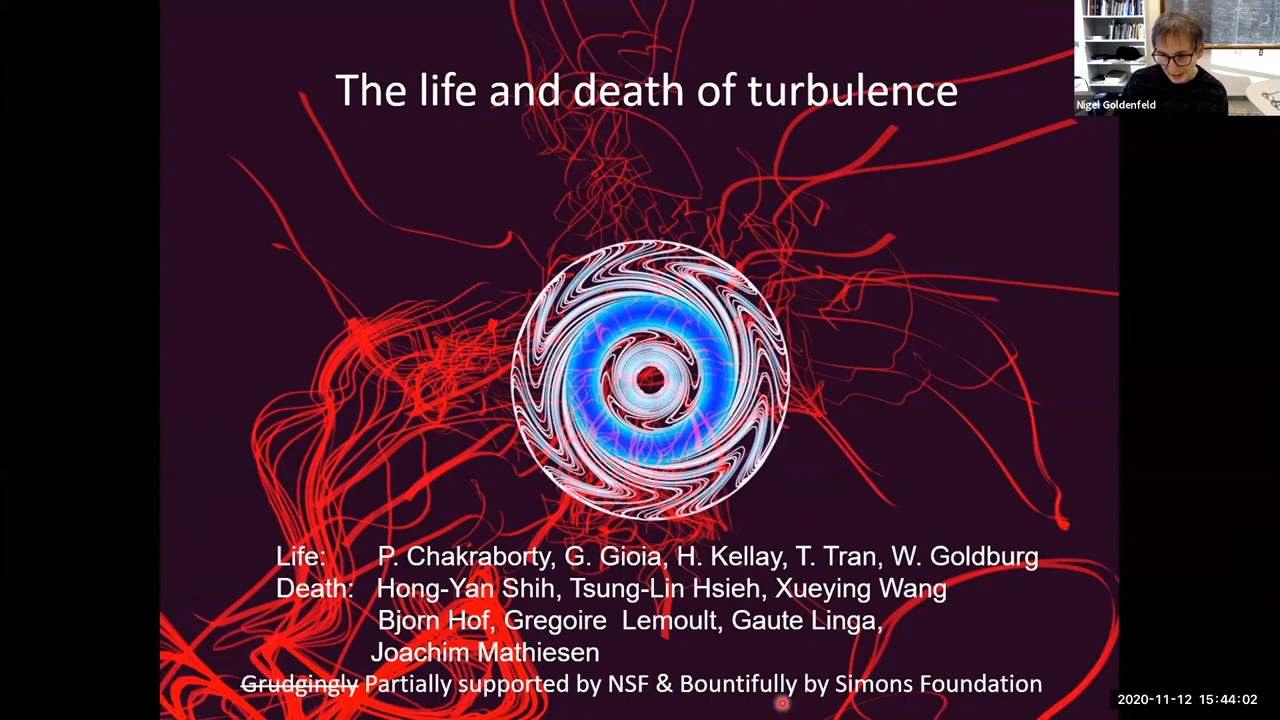 The life and death of turbulence
Nigel Goldenfeld
Life: P. Chakraborty, G. Gioia, H. Kellay, T. Tran, W. Goldburg
Death: Hong-Yan Shih, Tsung-Lin Hsieh, Xueying Wang
Bjorn Hof, Gregoire Lemoult, Gaute Linga,
Joachim Mathiesen
Grudgingly Partially supported by NSF & Bountifully by Simons Foundation
2020-11-12 15:44:02